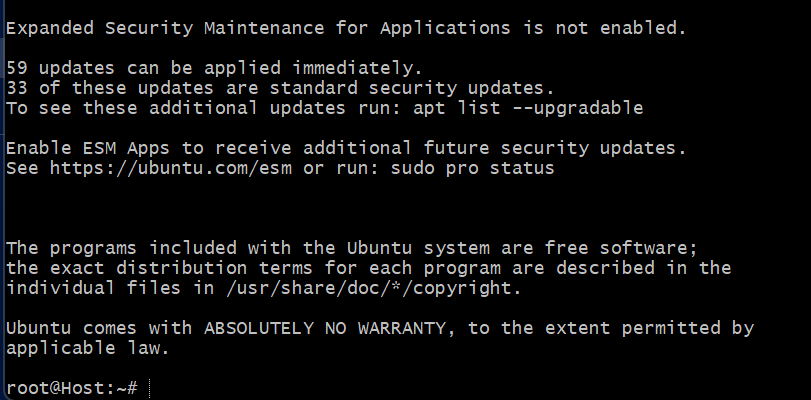 Expanded Security Maintenance for Applications is not enabled.
59 updates can be applied immediately.
33 of these updates are standard security updates.
To see these additional updates run: apt list --upgradable
Enable ESM Apps to receive additional future security updates.
See https://ubuntu.com/esm or run: sudo pro status
The programs included with the Ubuntu system are free software;
the exact distribution terms for each program are described in the
individual files in /usr/share/doc/*/copyright.
Ubuntu comes with ABSOLUTELY NO WARRANTY, to the extent permitted by
applicable law.
root@Host:~#